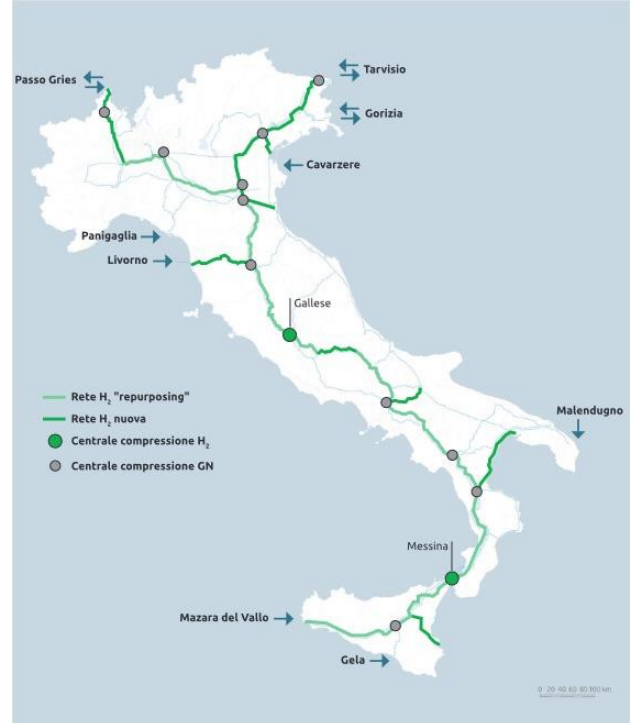 Tarvisio
Passo Gries
Gorizia
Cavarzere
Panigaglia
Livorno
Gallese
Rete H₂ "repurposing"
Rete H₂ nuova
Malendugno
Centrale compressione H₂
Centrale compressione GN
Messina
Mazara del Vallo
Gela
0 20 40 60 80 100 km